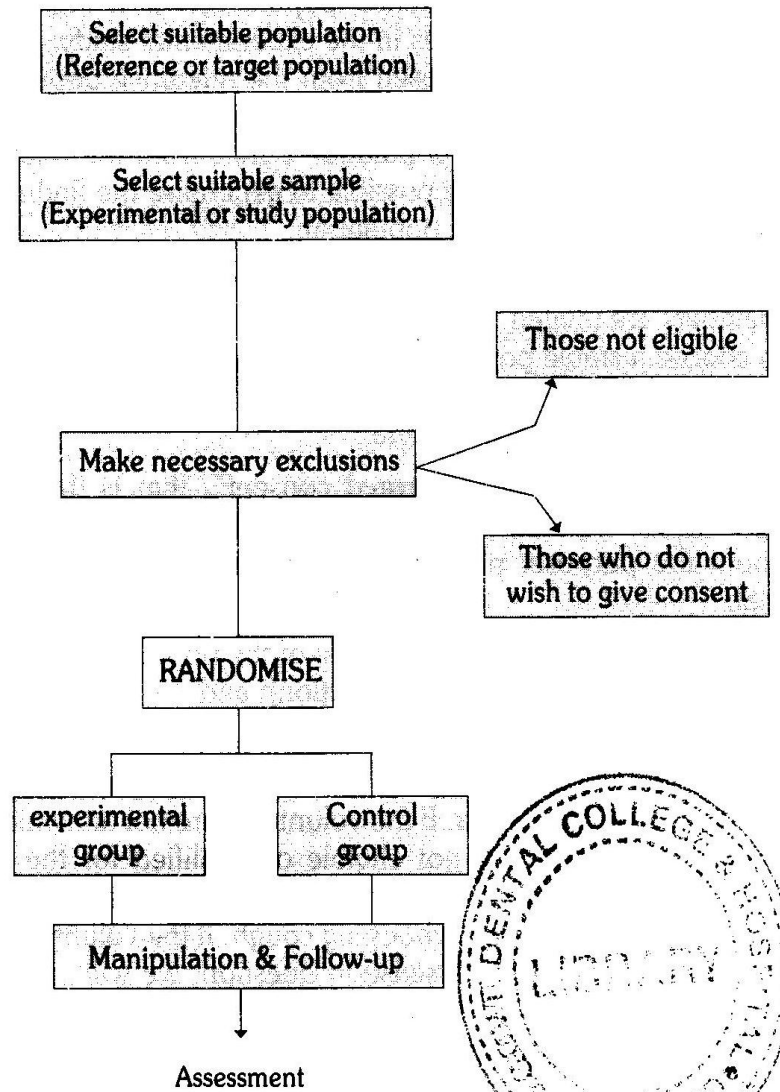 Select suitable population
(Reference or target population)
Select suitable sample
(Experimental or study population)
Those not eligible
Make necessary exclusions
Those who do not
wish to give consent
RANDOMISE
experimental
group
Control
group
Manipulation & Follow-up
Assessment
DENTAL COLLEGE &
LIBRARY